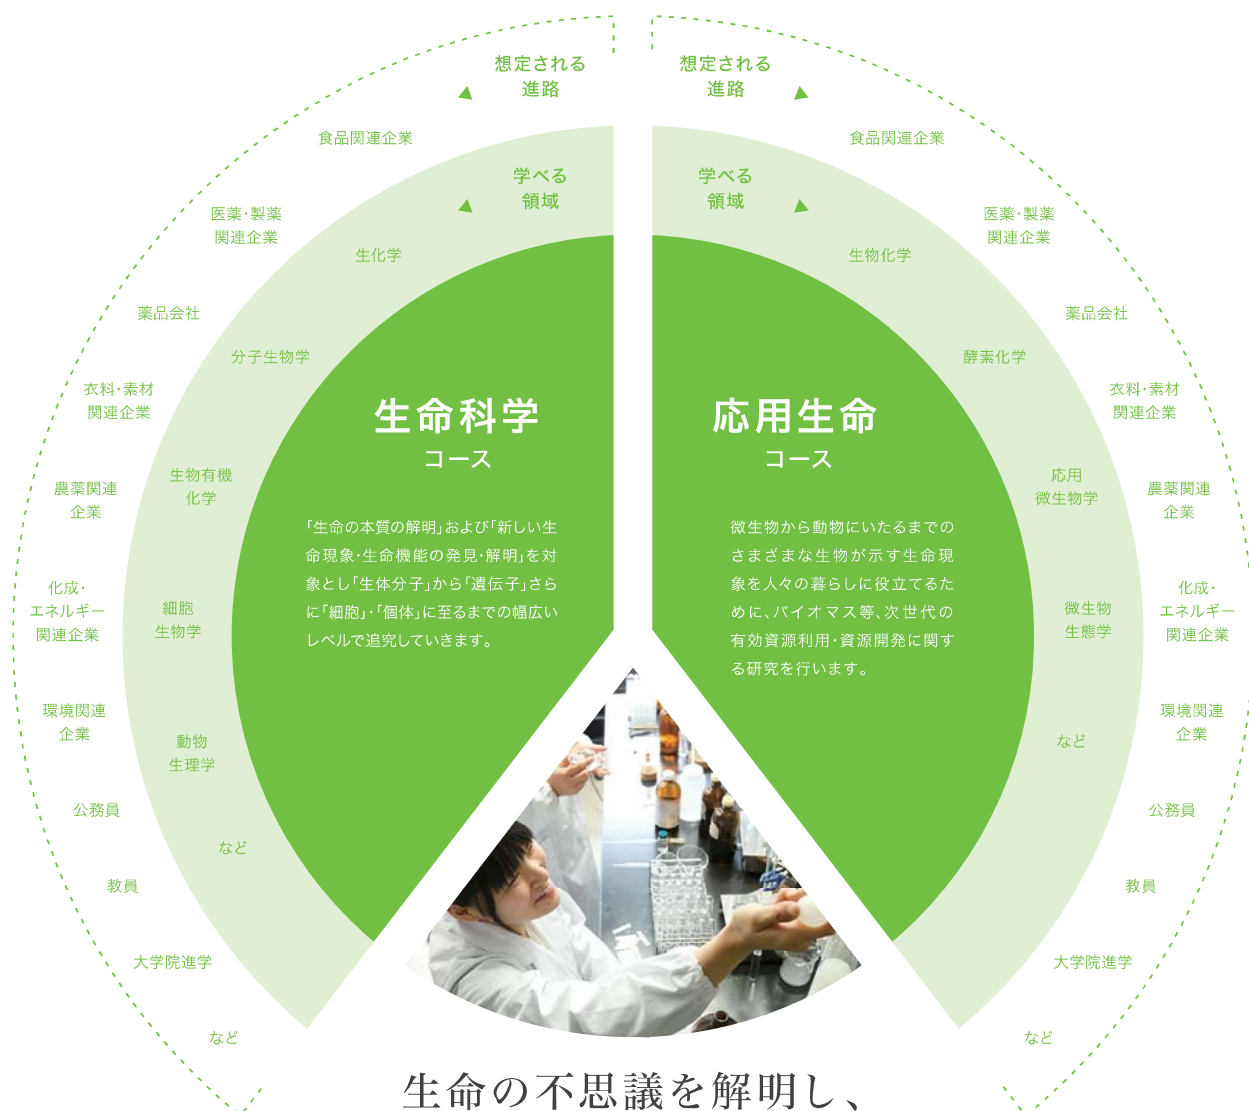 想定される
進路
食品関連企業
医薬・製薬
関連企業
薬品会社
衣料・素材
関連企業
農薬関連
企業
化成・
エネルギー
関連企業
環境関連
企業
公務員
教員
大学院進学
など
学べる
領域
生化学
分子生物学
生物有機
化学
細胞
生物学
動物
生理学
など
生命科学
コース
「生命の本質の解明」および「新しい生
命現象・生命機能の発見・解明」を対
象とし「生体分子」から「遺伝子」さら
に「細胞」・「個体」に至るまでの幅広い
レベルで追究していきます。
想定される
進路
食品関連企業
医薬・製薬
関連企業
薬品会社
衣料・素材
関連企業
農薬関連
企業
化成・
エネルギー
関連企業
環境関連
企業
公務員
教員
大学院進学
など
学べる
領域
生物化学
酵素化学
応用
微生物学
微生物
生態学
など
応用生命
コース
微生物から動物にいたるまでの
さまざまな生物が示す生命現
象を人々の暮らしに役立てるた
めに、バイオマス等、次世代の
有効資源利用・資源開発に関す
る研究を行います。
生命の不思議を解明し、